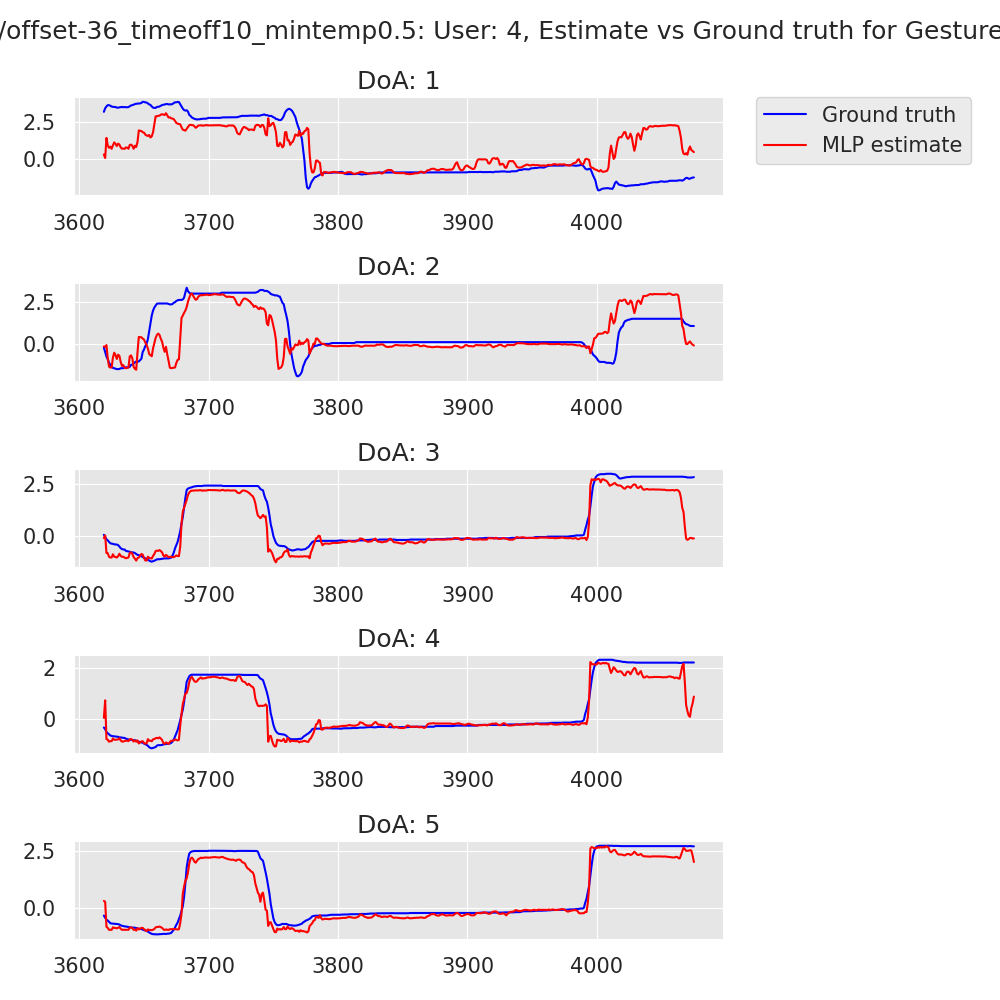 /offset-36_timeoff10_mintemp0.5: User: 4, Estimate vs Ground truth for Gesture
DoA: 1
2.5
0.0
3600 3700 3800 3900 4000
Ground truth
MLP estimate
DoA: 2
2.5
0.0
3600 3700 3800 3900 4000
DoA: 3
2.5
0.0
3600 3700 3800 3900 4000
DoA: 4
2
0
3600 3700 3800 3900 4000
DoA: 5
2.5
0.0
3600 3700 3800 3900 4000